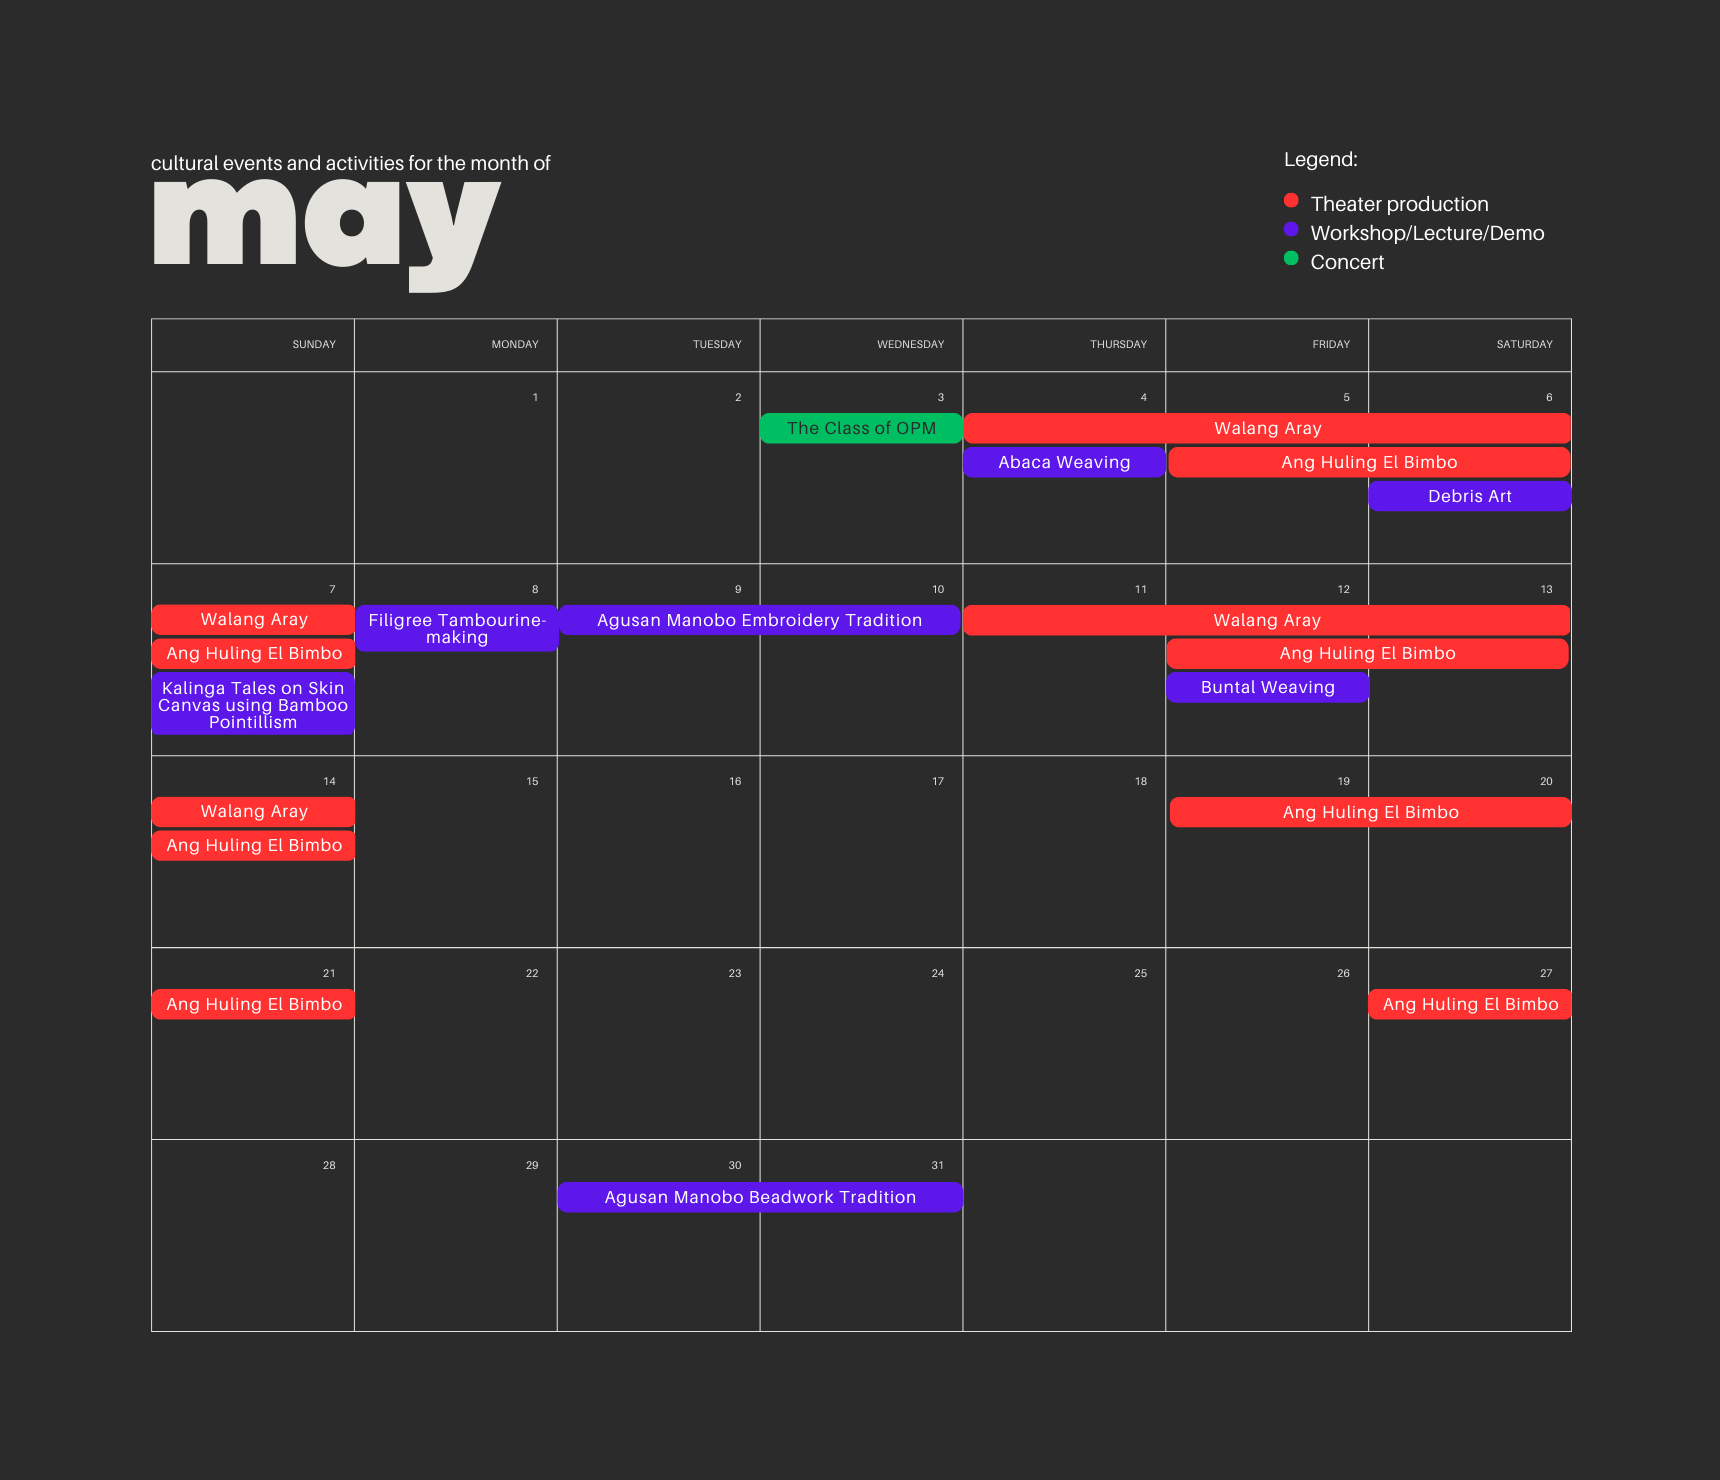 cultural events and activities for the month of
may
Legend:
Theater production
Workshop/Lecture/Demo
Concert
SUNDAY MONDAY TUESDAY WEDNESDAY THURSDAY FRIDAY SATURDAY
1 2 3 4 5 6
The Class of OPM Walang Aray
Abaca Weaving Ang Huling El Bimbo
Debris Art
7 8 9 10 11 12 13
Walang Aray Filigree Tambourine- Agusan Manobo Embroidery Tradition Walang Aray
making
Ang Huling El Bimbo Ang Huling El Bimbo
Kalinga Tales on Skin Buntal Weaving
Canvas using Bamboo
Pointillism
14 15 16 17 18 19 20
Walang Aray Ang Huling El Bimbo
Ang Huling El Bimbo
21 22 23 24 25 26 27
Ang Huling El Bimbo Ang Huling El Bimbo
28 29 30 31
Agusan Manobo Beadwork Tradition